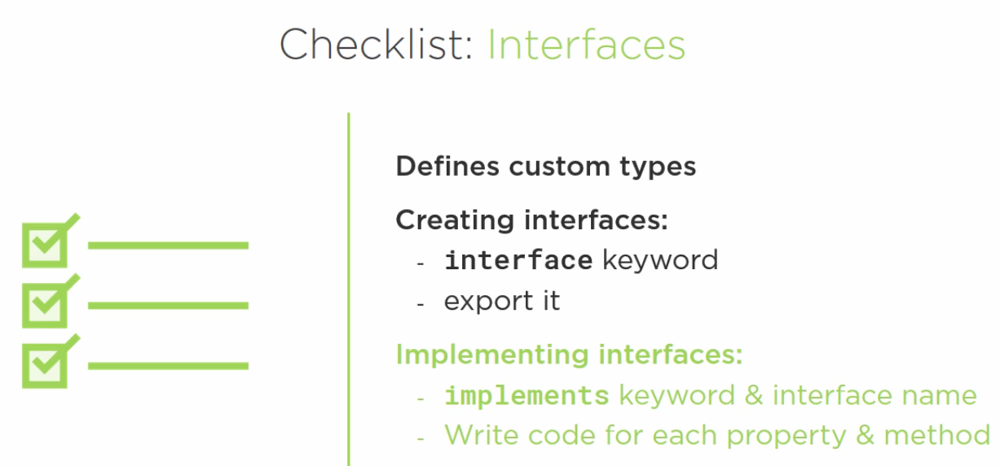 Checklist: Interfaces
Defines custom types
Creating interfaces:
- interface keyword
- export it
Implementing interfaces:
- implements keyword & interface name
- Write code for each property & method